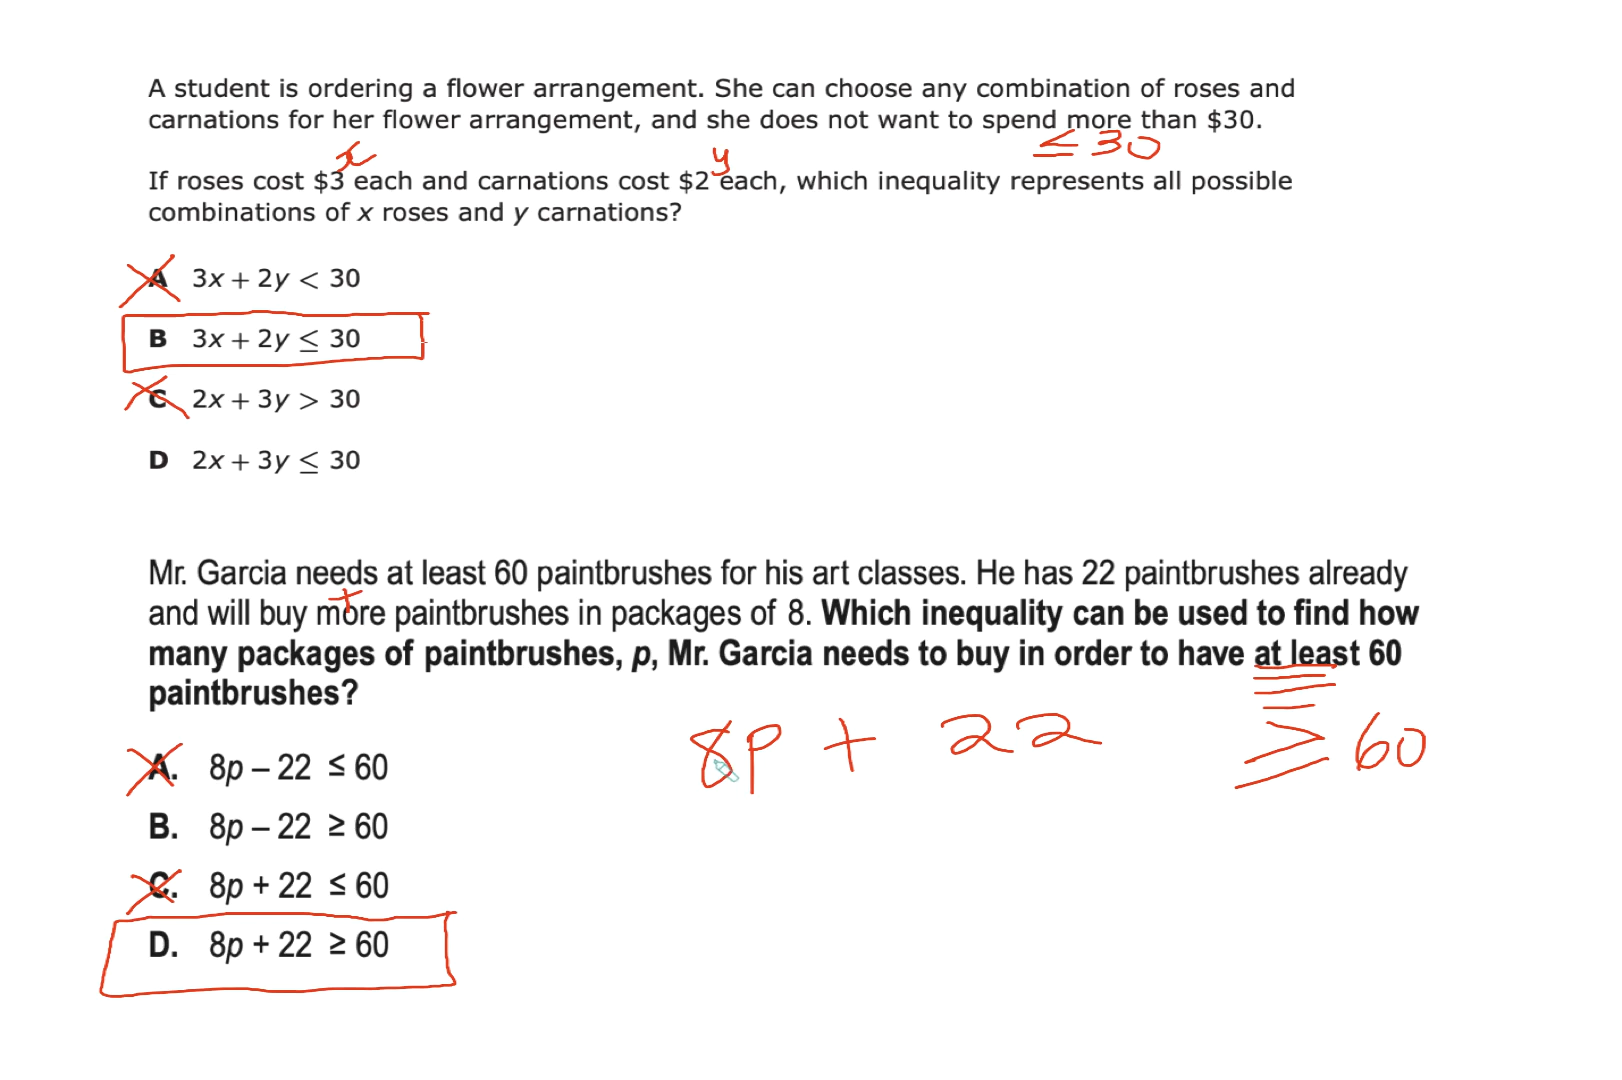 A student is ordering a flower arrangement. She can choose any combination of roses and
carnations for her flower arrangement, and she does not want to spend more than $30.
≤ 30
x y
If roses cost $3 each and carnations cost $2 each, which inequality represents all possible
combinations of x roses and y carnations?
A 3x + 2y < 30
B 3x + 2y ≤ 30
C 2x + 3y > 30
D 2x + 3y ≤ 30
Mr. Garcia needs at least 60 paintbrushes for his art classes. He has 22 paintbrushes already
+
and will buy more paintbrushes in packages of 8. Which inequality can be used to find how
many packages of paintbrushes, p, Mr. Garcia needs to buy in order to have at least 60
paintbrushes?
8p + 22 ≥ 60
A. 8p – 22 ≤ 60
B. 8p – 22 ≥ 60
C. 8p + 22 ≤ 60
D. 8p + 22 ≥ 60